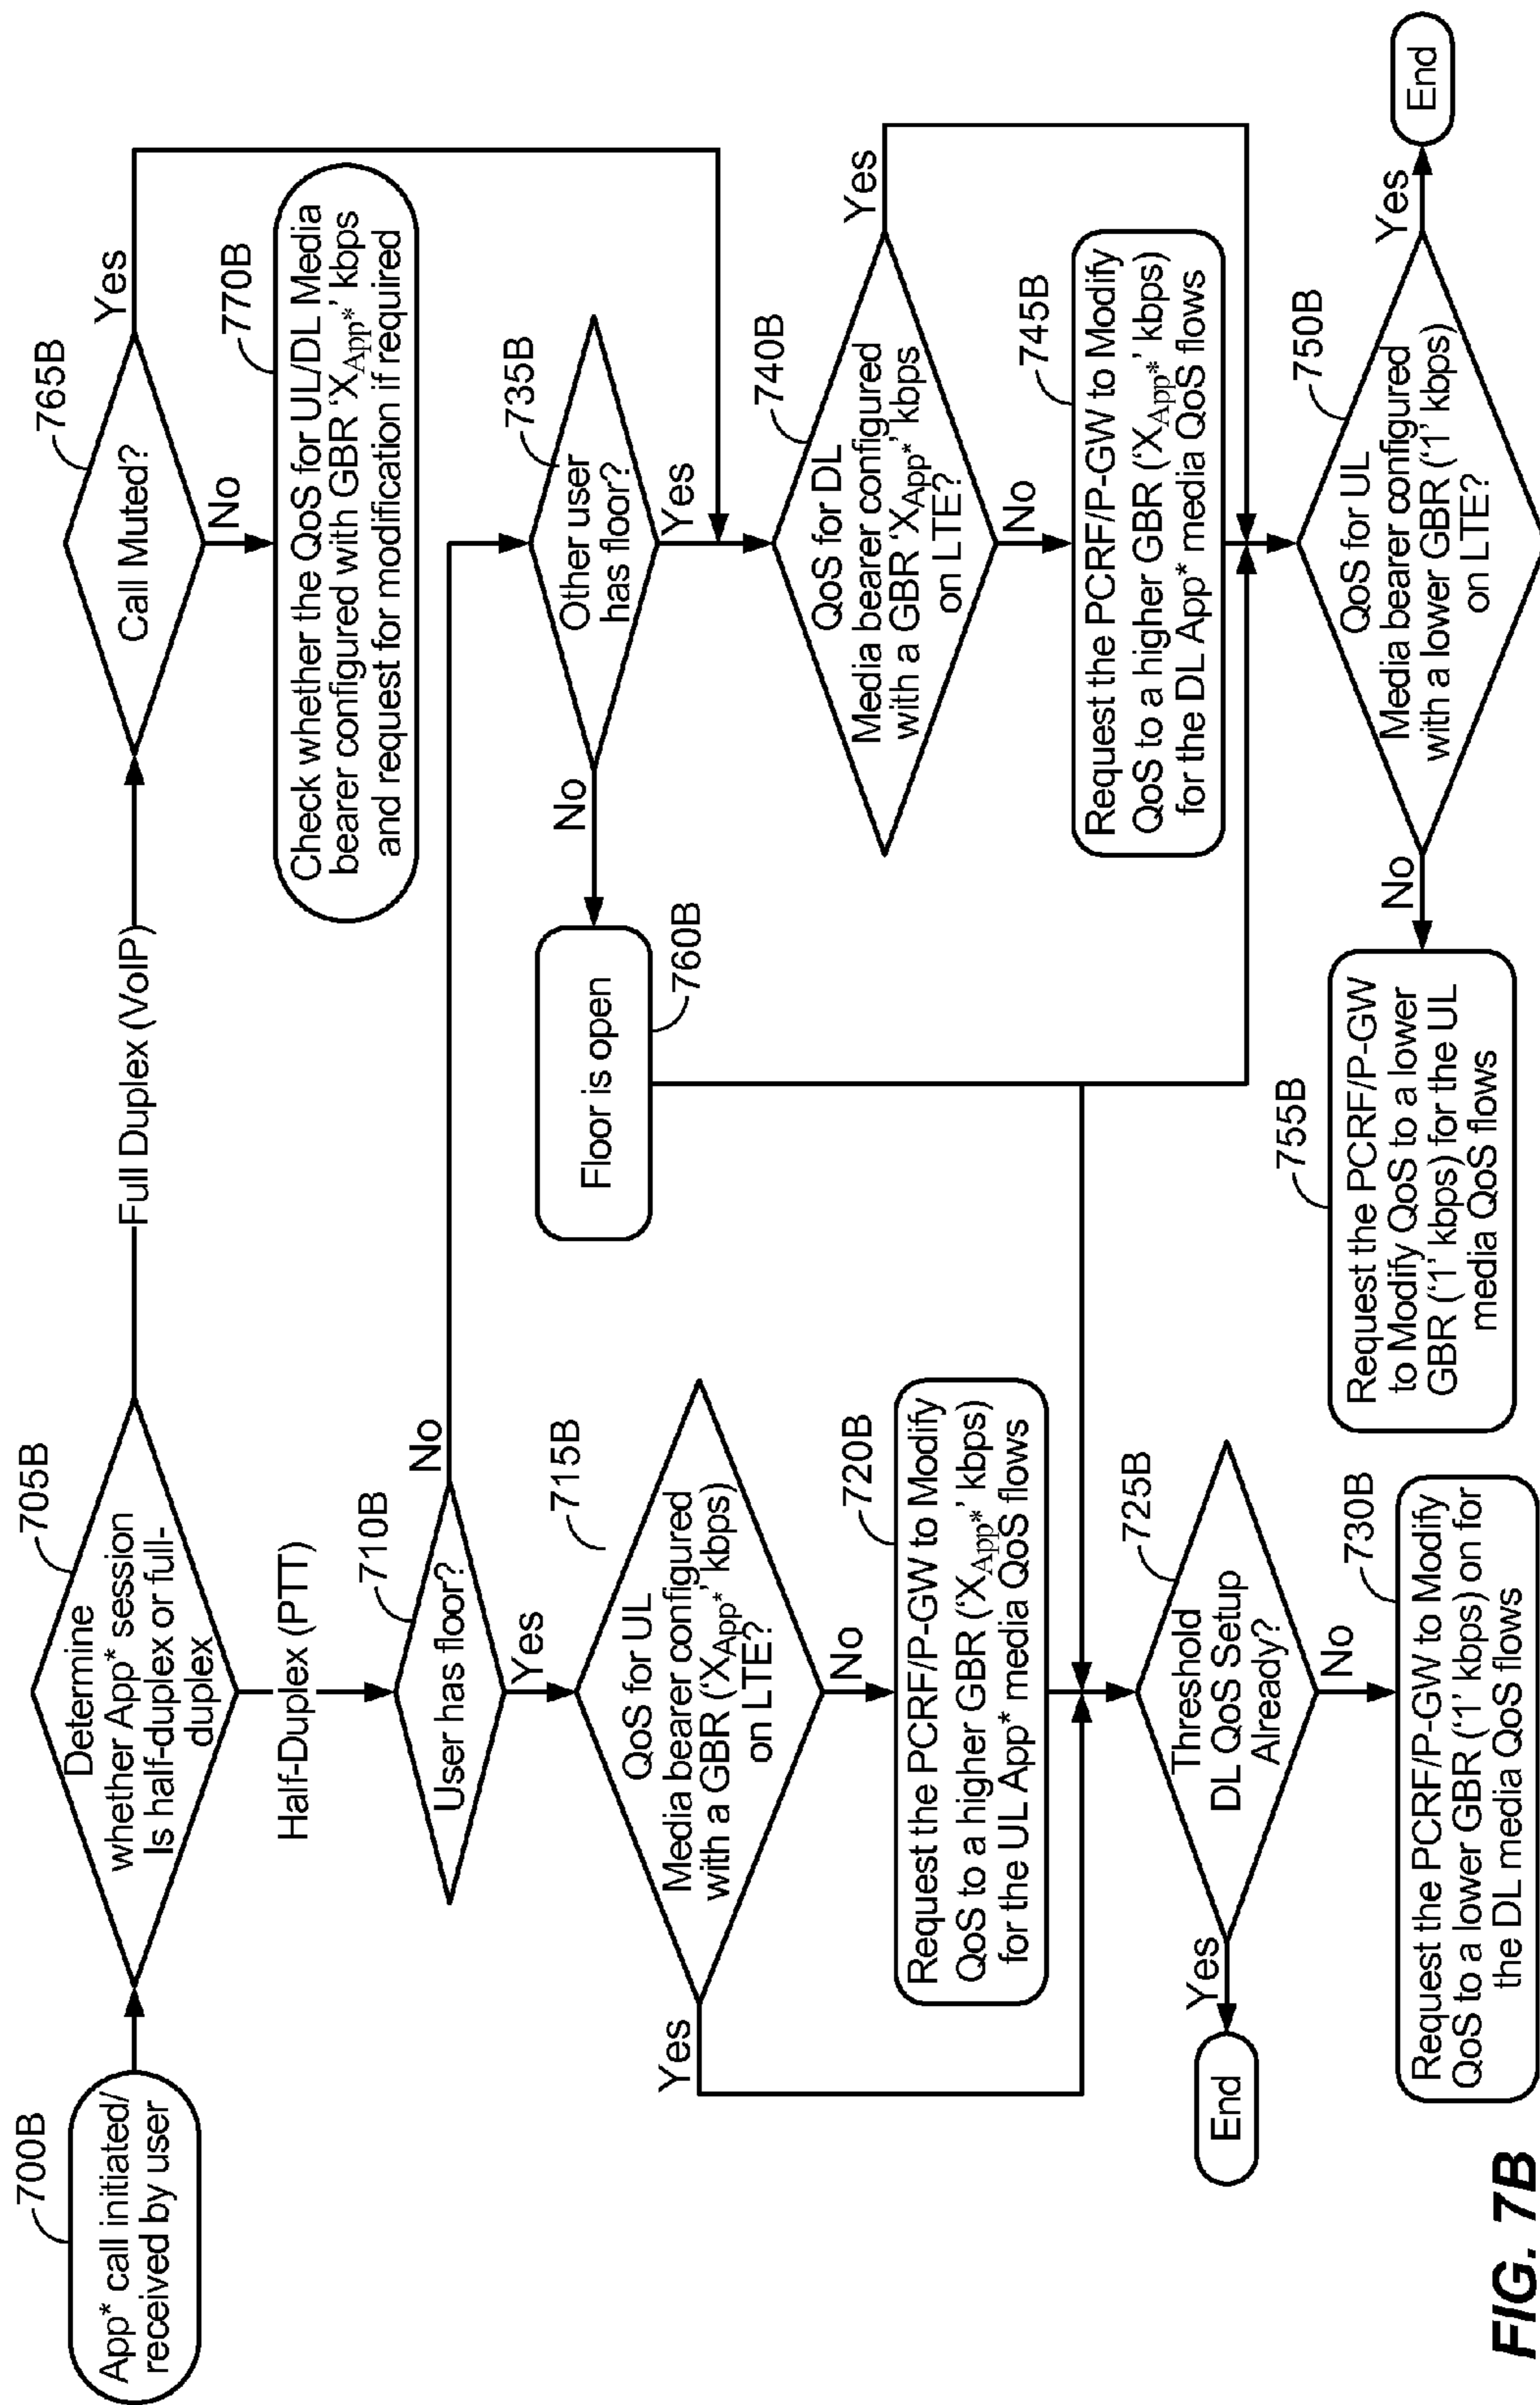 700B
App* call initiated/
received by user
705B
Determine
whether App* session
Is half-duplex or full-
duplex
Full Duplex (VoIP)
765B
Call Muted?
Yes
No
770B
Check whether the QoS for UL/DL Media
bearer configured with GBR ‘XApp*’ kbps
and request for modification if required
Half-Duplex (PTT)
710B
User has floor?
No
Yes
735B
Other user
has floor?
No
Yes
Floor is open
760B
715B
QoS for UL
Media bearer configured
with a GBR (‘XApp*’ kbps)
on LTE?
Yes
No
740B
QoS for DL
Media bearer configured
with a GBR ‘XApp*’ kbps
on LTE?
Yes
No
720B
Request the PCRF/P-GW to Modify
QoS to a higher GBR (‘XApp*’ kbps)
for the UL App* media QoS flows
745B
Request the PCRF/P-GW to Modify
QoS to a higher GBR (‘XApp*’ kbps)
for the DL App* media QoS flows
725B
Threshold
DL QoS Setup
Already?
Yes
End
No
730B
Request the PCRF/P-GW to Modify
QoS to a lower GBR (‘1’ kbps) on for
the DL media QoS flows
750B
QoS for UL
Media bearer configured
with a lower GBR (‘1’ kbps)
on LTE?
Yes
End
No
755B
Request the PCRF/P-GW
to Modify QoS to a lower
GBR (‘1’ kbps) for the UL
media QoS flows
FIG. 7B